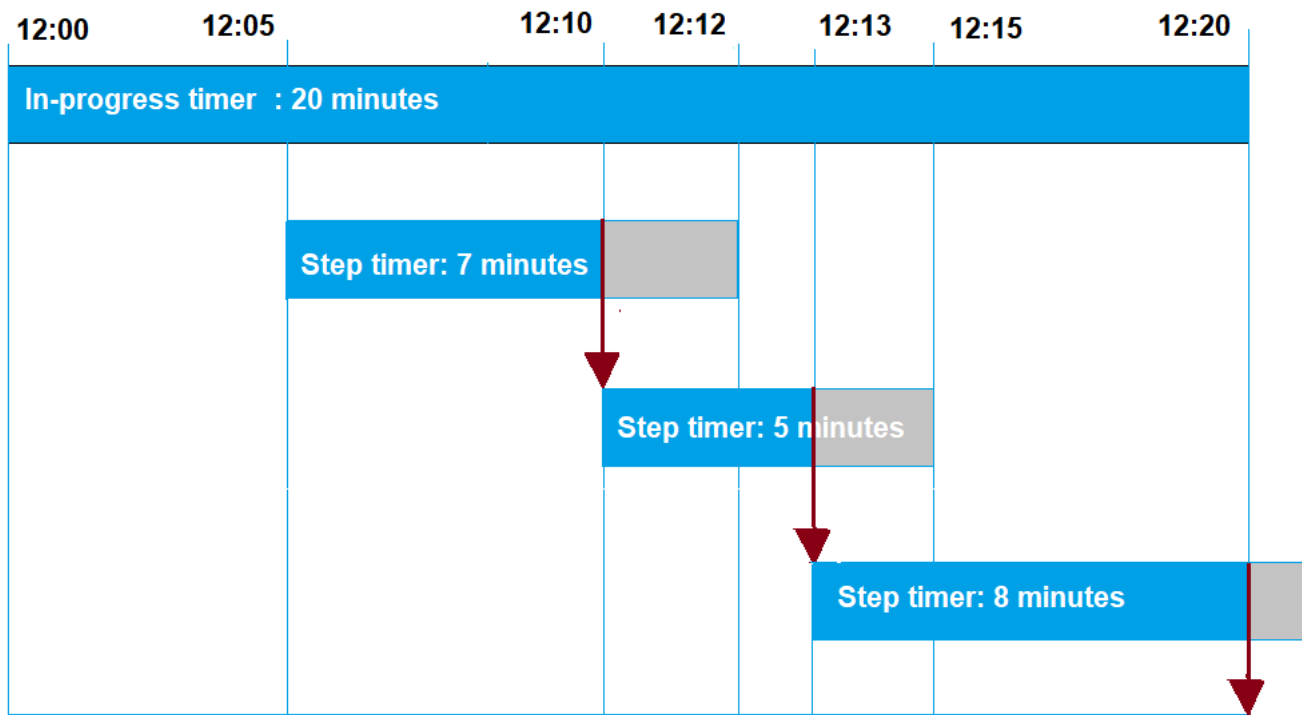 12:00 12:05 12:10 12:12 12:13 12:15 12:20
In-progress timer : 20 minutes
Step timer: 7 minutes
Step timer: 5 minutes
Step timer: 8 minutes